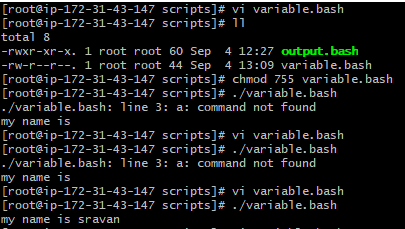 [root@ip-172-31-43-147 scripts]# vi variable.bash
[root@ip-172-31-43-147 scripts]# ll
total 8
-rwxr-xr-x. 1 root root 60 Sep  4 12:27 output.bash
-rw-r--r--. 1 root root 44 Sep  4 13:09 variable.bash
[root@ip-172-31-43-147 scripts]# chmod 755 variable.bash
[root@ip-172-31-43-147 scripts]# ./variable.bash
./variable.bash: line 3: a: command not found
my name is
[root@ip-172-31-43-147 scripts]# vi variable.bash
[root@ip-172-31-43-147 scripts]# ./variable.bash
./variable.bash: line 3: a: command not found
my name is
[root@ip-172-31-43-147 scripts]# vi variable.bash
[root@ip-172-31-43-147 scripts]# ./variable.bash
my name is sravan